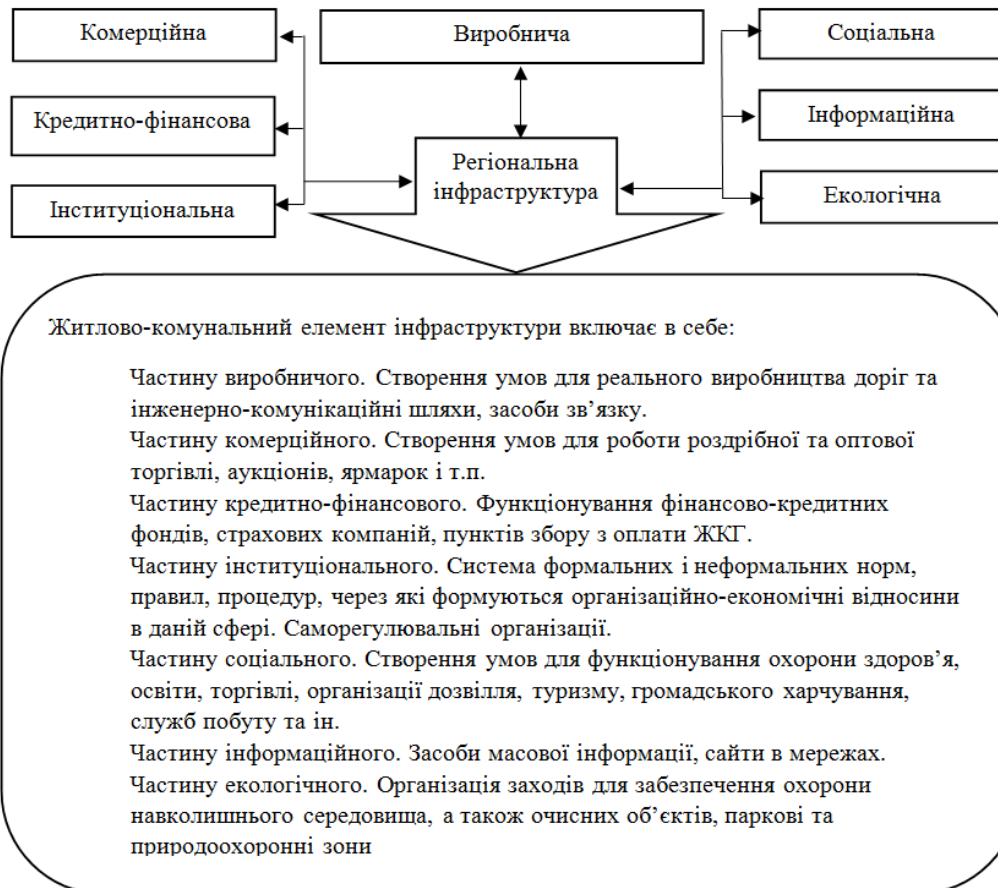 Комерційна
Виробнича
Соціальна
Кредитно-фінансова
Інформаційна
Регіональна
інфраструктура
Інституціональна
Екологічна
Житлово-комунальний елемент інфраструктури включає в себе:
Частину виробничого. Створення умов для реального виробництва доріг та
інженерно-комунікаційні шляхи, засоби зв’язку.
Частину комерційного. Створення умов для роботи роздрібної та оптової
торгівлі, аукціонів, ярмарок і т.п.
Частину кредитно-фінансового. Функціонування фінансово-кредитних
фондів, страхових компаній, пунктів збору з оплати ЖКГ.
Частину інституціонального. Система формальних і неформальних норм,
правил, процедур, через які формуються організаційно-економічні відносини
в даній сфері. Саморегулювальні організації.
Частину соціального. Створення умов для функціонування охорони здоров’я,
освіти, торгівлі, організації дозвілля, туризму, громадського харчування,
служб побуту та ін.
Частину інформаційного. Засоби масової інформації, сайти в мережах.
Частину екологічного. Організація заходів для забезпечення охорони
навколишнього середовища, а також очисних об’єктів, паркові та
природоохоронні зони